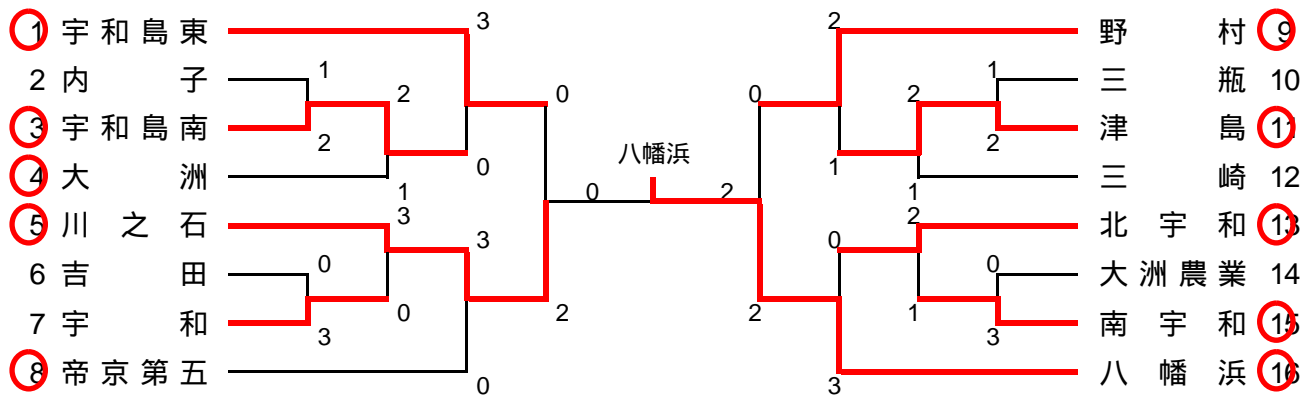 1 宇和島東 3 2 野村 9
2 内子 1 1 三瓶 10
2 0 0 2
3 宇和島南 2 2 津島 11
八幡浜
0 1
4 大洲 1 1 三崎 12
0 2
5 川之石 3 2 北宇和 13
3 0
6 吉田 0 0 大洲農業 14
0 2 2 1
7 宇和 3 3 南宇和 15
8 帝京第五 0 3 八幡浜 16